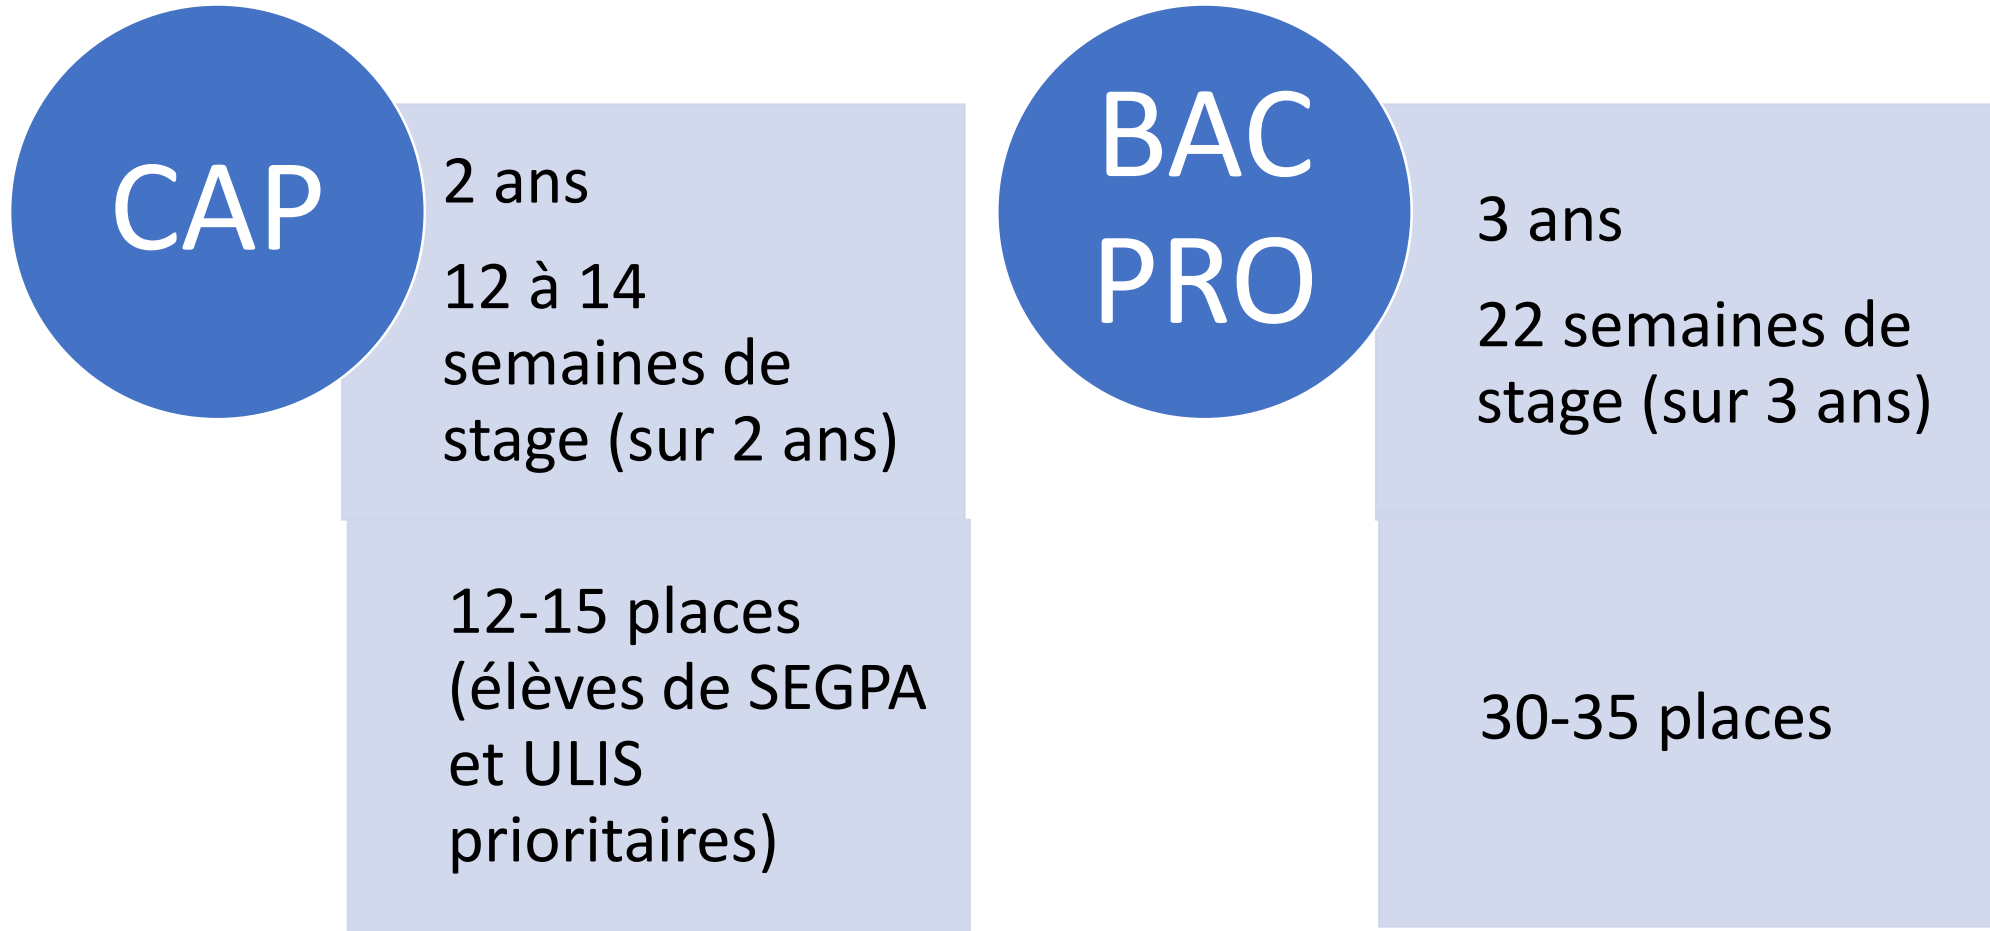 CAP
2 ans
12 à 14
semaines de
stage (sur 2 ans)
12-15 places
(élèves de SEGPA
et ULIS
prioritaires)
BAC
PRO
3 ans
22 semaines de
stage (sur 3 ans)
30-35 places